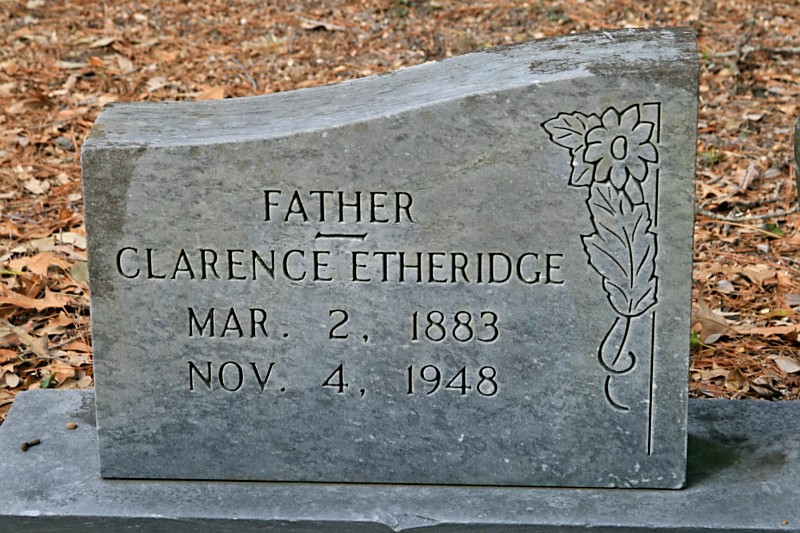 FATHER
CLARENCE ETHERIDGE
MAR. 2, 1883
NOV. 4, 1948